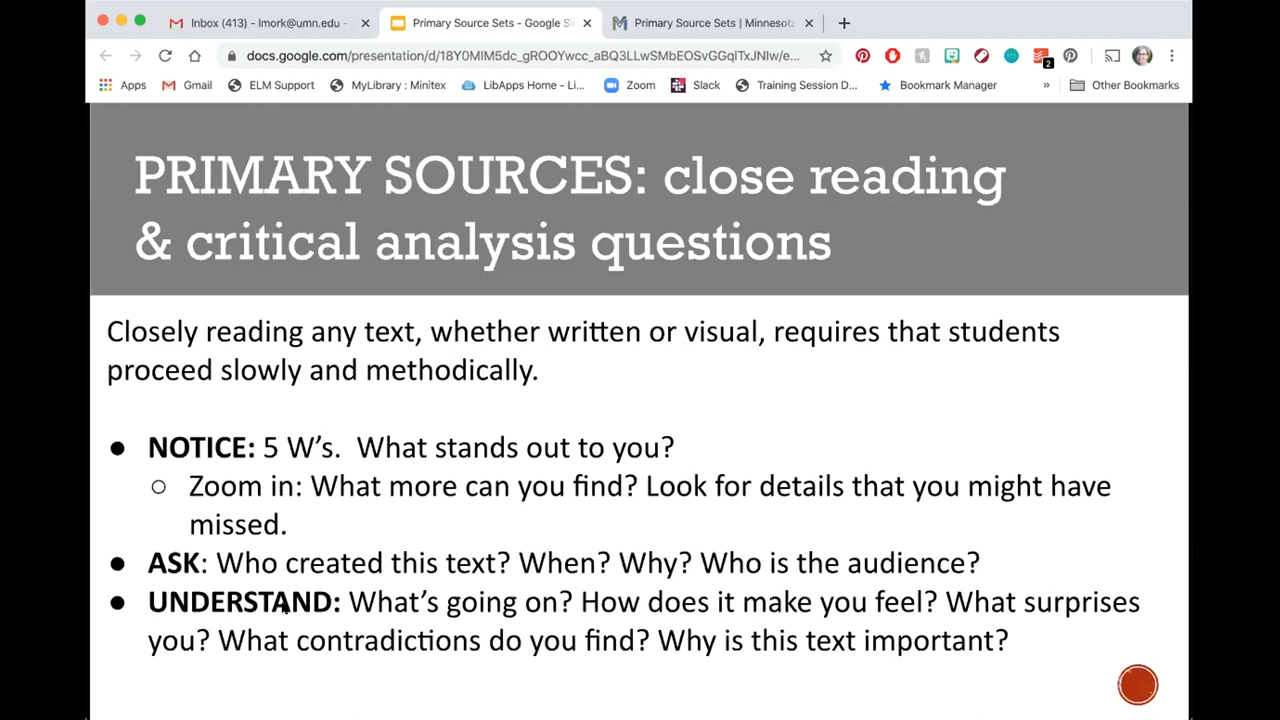 Inbox (413) - lmork@umn.edu -
Primary Source Sets - Google Sl
Primary Source Sets | Minnesota
docs.google.com/presentation/d/18Y0MIM5dc_gROOYwcc_aBQ3LLwSMbEOSvGGqlTxJNIw/e...
2
Apps
Gmail
ELM Support
MyLibrary : Minitex
LibApps Home - Li...
Zoom
Slack
Training Session D...
Bookmark Manager
»
Other Bookmarks
PRIMARY SOURCES: close reading
& critical analysis questions
Closely reading any text, whether written or visual, requires that students
proceed slowly and methodically.
● NOTICE: 5 W’s.  What stands out to you?
○ Zoom in: What more can you find? Look for details that you might have
missed.
● ASK: Who created this text? When? Why? Who is the audience?
● UNDERSTAND: What’s going on? How does it make you feel? What surprises
you? What contradictions do you find? Why is this text important?